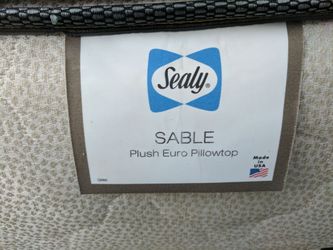 Sealy®
SABLE
Plush Euro Pillowtop
Made in
USA